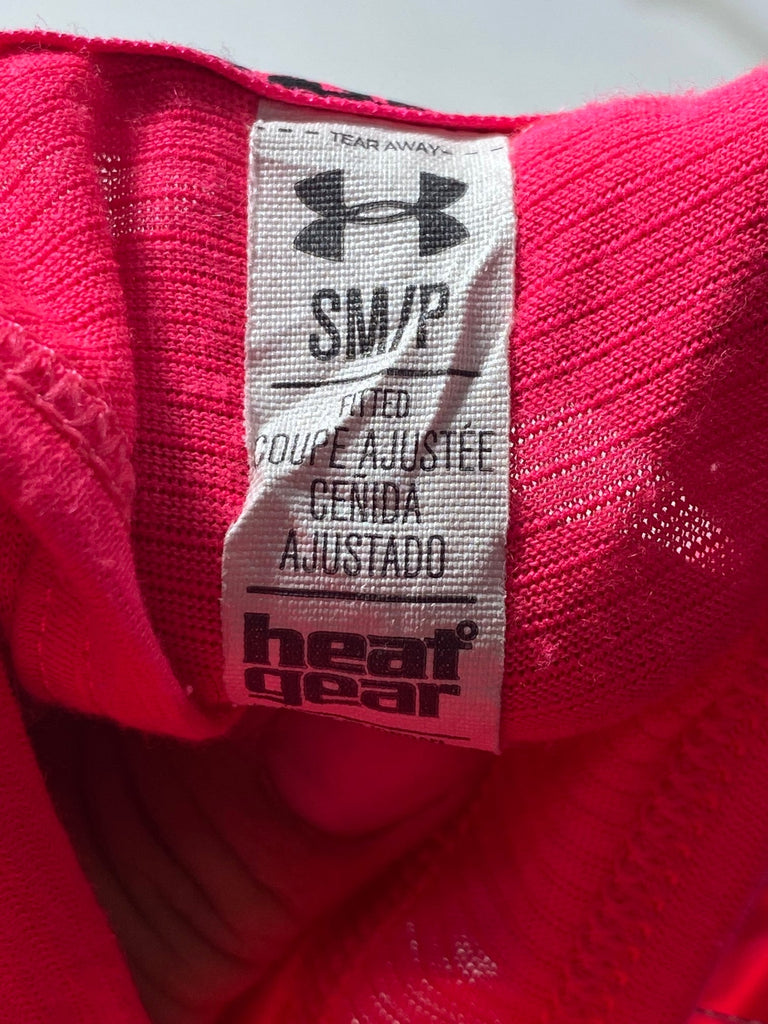 TEAR AWAY
SM/P
FITTED
COUPE AJUSTÉE
CEÑIDA
AJUSTADO
heat°
gear